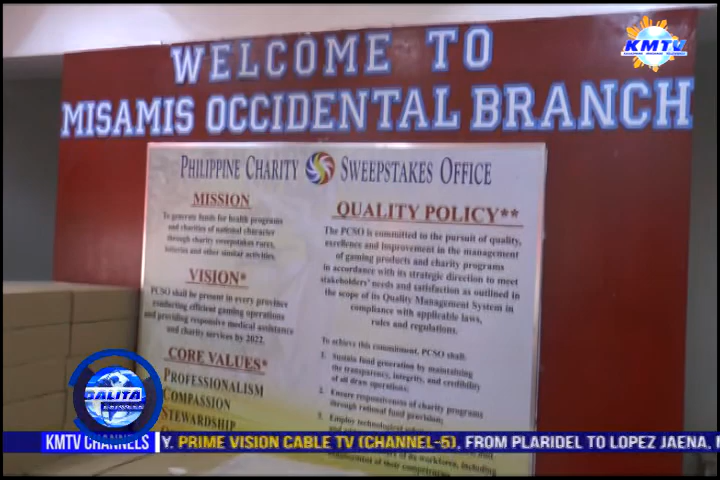 WELCOME TO
MISAMIS OCCIDENTAL BRANCH
KMTV
PHILIPPINE CHARITY SWEEPSTAKES OFFICE
MISSION
To generate funds for health programs
and charities of national character
through charity sweepstakes races,
lotteries and other similar activities.
VISION*
PCSO shall be present in every province
conducting efficient gaming operations
and providing responsive medical assistance
and charity services by 2022.
CORE VALUES*
PROFESSIONALISM
COMPASSION
STEWARDSHIP
QUALITY POLICY**
The PCSO is committed in the pursuit of quality,
excellence and improvement in the management
of gaming products and charity programs
in accordance with its strategic direction to meet
stakeholders' needs and satisfaction as outlined in
the scope of its Quality Management System in
compliance with applicable laws,
rules and regulations.
To achieve this commitment, PCSO shall:
1. Sustain fund generation by maintaining
the transparency, integrity, and credibility
of all draw operations;
2. Ensure responsiveness of charity programs
through rational fund provision;
3. Employ technological
of its workforce, including
of their competencies
BALITA
EXPRESS
KMTV CHANNELS Y. PRIME VISION CABLE TV (CHANNEL-5), FROM PLARIDEL TO LOPEZ JAENA,